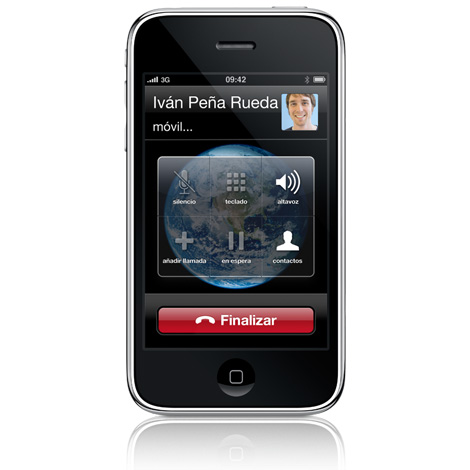 3G 09:42
Iván Peña Rueda
móvil...
silencio teclado altavoz
añadir llamada en espera contactos
Finalizar